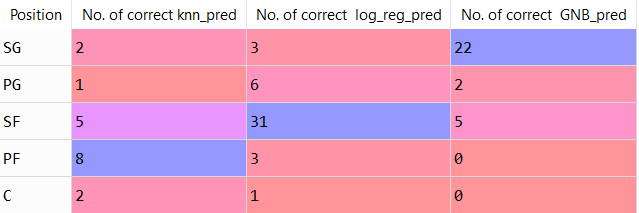 Position No. of correct knn_pred No. of correct log_reg_pred No. of correct GNB_pred
SG 2 3 22
PG 1 6 2
SF 5 31 5
PF 8 3 0
C 2 1 0